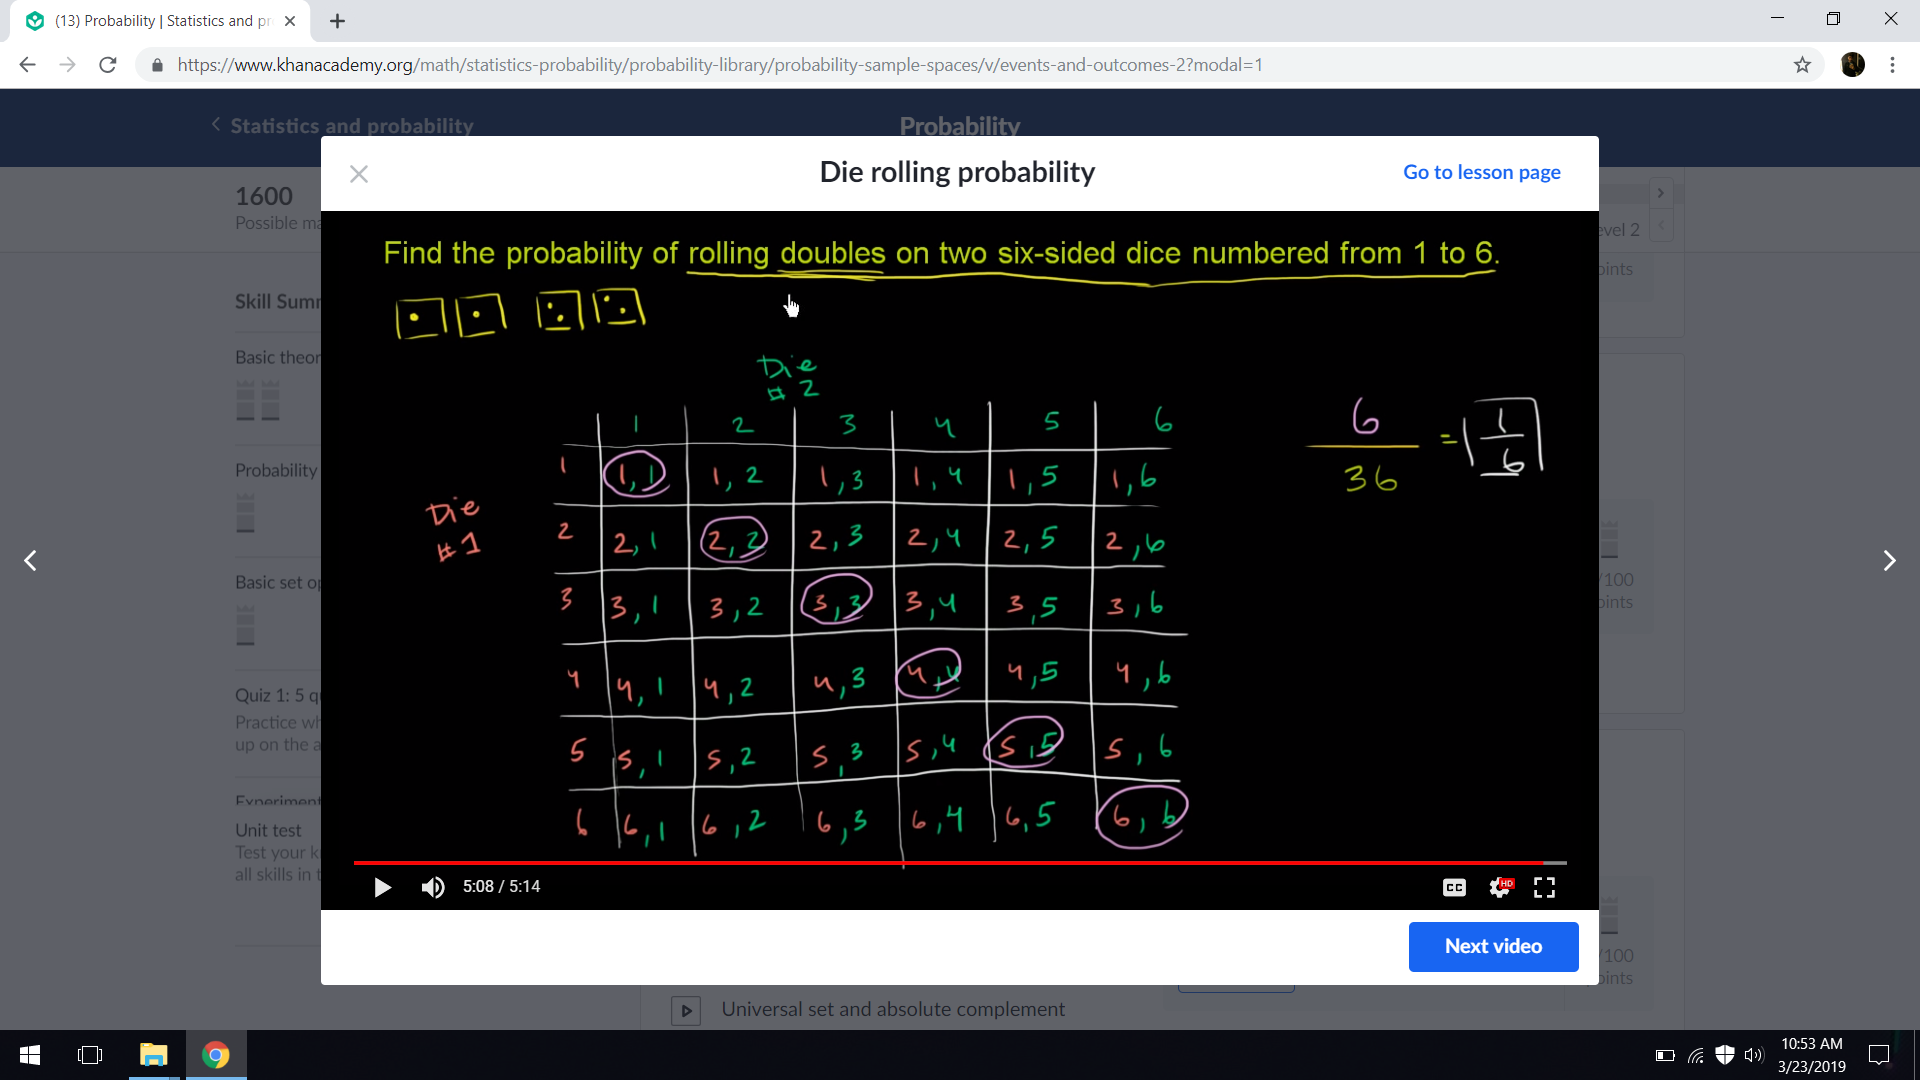 (13) Probability | Statistics and pr
https://www.khanacademy.org/math/statistics-probability/probability-library/probability-sample-spaces/v/events-and-outcomes-2?modal=1
Statistics and probability
Probability
Die rolling probability
Go to lesson page
1600
Possible ma
evel 2
oints
Find the probability of rolling doubles on two six-sided dice numbered from 1 to 6.
Skill Summ
Basic theor
Probability
Basic set op
Quiz 1: 5 q
Practice wh
up on the a
Experiment
Unit test
Test your k
all skills in t
Die
# 2
1 2 3 4 5 6
Die
#1
1 1,1 1,2 1,3 1,4 1,5 1,6
2 2,1 2,2 2,3 2,4 2,5 2,6
3 3,1 3,2 3,3 3,4 3,5 3,6
4 4,1 4,2 4,3 4,4 4,5 4,6
5 5,1 5,2 5,3 5,4 5,5 5,6
6 6,1 6,2 6,3 6,4 6,5 6,6
6/36 = 1/6
/100
oints
5:08 / 5:14
CC
HD
Next video
/100
oints
Universal set and absolute complement
10:53 AM
3/23/2019